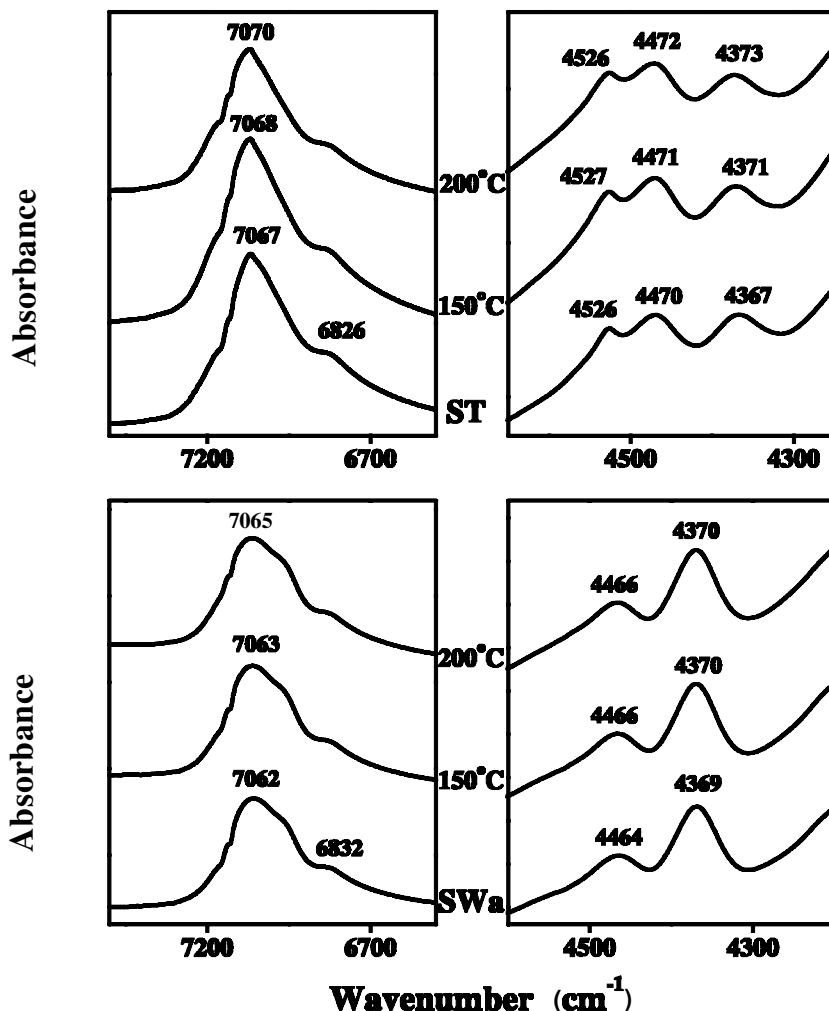 Absorbance
7070
4526 4472 4373
200°C
7068
4527 4471 4371
150°C
7067
6826
4526 4470 4367
ST
7200 6700
4500 4300
Absorbance
7065
4466 4370
200°C
7063
4466 4370
150°C
7062
6832
4464 4369
SWa
7200 6700
4500 4300
Wavenumber (cm⁻¹)